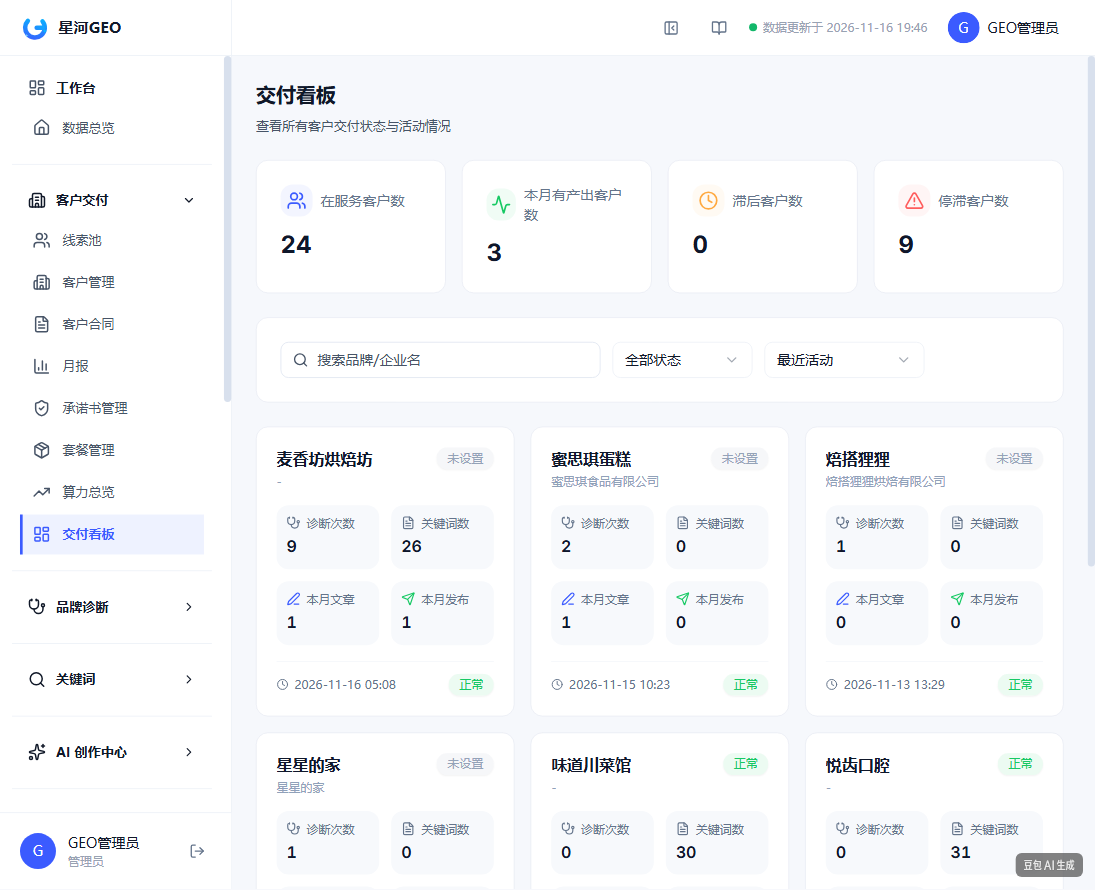 星河GEO
数据更新于 2026-11-16 19:46
G
GEO管理员
工作台
数据总览
客户交付
线索池
客户管理
客户合同
月报
承诺书管理
套餐管理
算力总览
交付看板
品牌诊断
关键词
AI 创作中心
G
GEO管理员
管理员
交付看板
查看所有客户交付状态与活动情况
在服务客户数
24
本月有产出客户
数
3
滞后客户数
0
停滞客户数
9
搜索品牌/企业名
全部状态
最近活动
麦香坊烘焙坊
未设置
-
诊断次数
9
关键词数
26
本月文章
1
本月发布
1
2026-11-16 05:08
正常
蜜思琪蛋糕
未设置
蜜思琪食品有限公司
诊断次数
2
关键词数
0
本月文章
1
本月发布
0
2026-11-15 10:23
正常
焙搭狸狸
未设置
焙搭狸狸烘焙有限公司
诊断次数
1
关键词数
0
本月文章
0
本月发布
0
2026-11-13 13:29
正常
星星的家
未设置
星星的家
诊断次数
1
关键词数
0
味道川菜馆
正常
-
诊断次数
0
关键词数
30
悦齿口腔
正常
-
诊断次数
0
关键词数
31
豆包AI生成